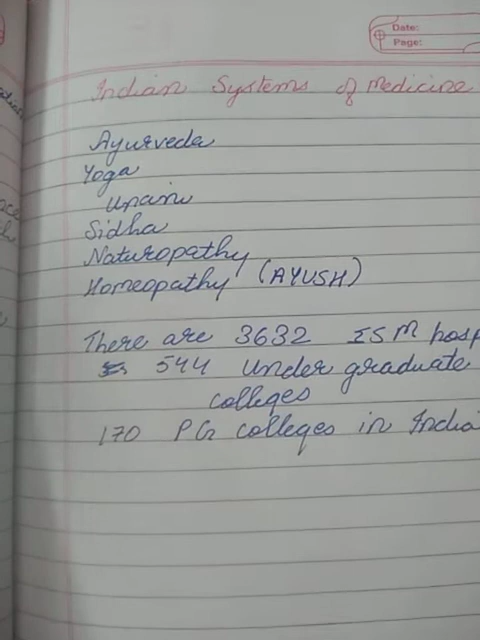 Date:
Page:
Indian Systems of Medicine
Ayurveda
Yoga
Unani
Sidha
Naturopathy
Homeopathy (AYUSH)
There are 3632 ISM hosp
544 Under graduate
colleges
170 PG colleges in India